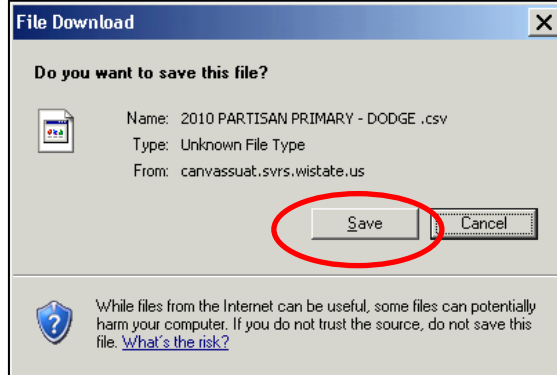 File Download
Do you want to save this file?
Name: 2010 PARTISAN PRIMARY - DODGE .csv
Type: Unknown File Type
From: canvassuat.svrs.wistate.us
Save Cancel
While files from the Internet can be useful, some files can potentially
harm your computer. If you do not trust the source, do not save this
file. What's the risk?